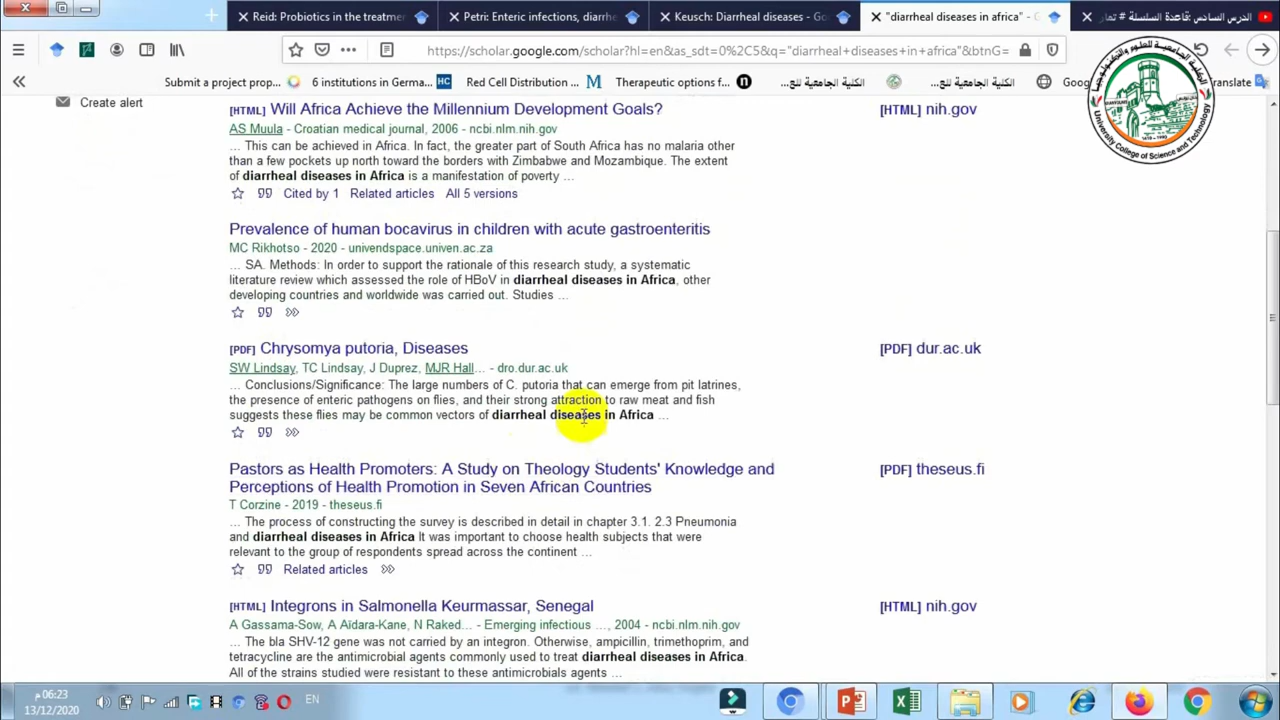 Reid: Probiotics in the treatmer
Petri: Enteric infections, diarrhe
Keusch: Diarrheal diseases - Go
"diarrheal diseases in africa" - G
الدرس السادس :قاعدة السلسلة # تمار
https://scholar.google.com/scholar?hl=en&as_sdt=0%2C5&q="diarrheal+diseases+in+africa"&btnG=
Submit a project prop...
6 institutions in Germa...
HC Red Cell Distribution ...
M Therapeutic options f...
n الكلية الجامعية للع...
الكلية الجامعية للع...
Goo
Translate
University College of Science and Technology
Create alert
[HTML] Will Africa Achieve the Millennium Development Goals?
[HTML] nih.gov
AS Muula - Croatian medical journal, 2006 - ncbi.nlm.nih.gov
... This can be achieved in Africa. In fact, the greater part of South Africa has no malaria other
than a few pockets up north toward the borders with Zimbabwe and Mozambique. The extent
of diarrheal diseases in Africa is a manifestation of poverty ...
Cited by 1 Related articles All 5 versions
Prevalence of human bocavirus in children with acute gastroenteritis
MC Rikhotso - 2020 - univendspace.univen.ac.za
... SA. Methods: In order to support the rationale of this research study, a systematic
literature review which assessed the role of HBoV in diarrheal diseases in Africa, other
developing countries and worldwide was carried out. Studies ...
[PDF] Chrysomya putoria, Diseases
[PDF] dur.ac.uk
SW Lindsay, TC Lindsay, J Duprez, MJR Hall... - dro.dur.ac.uk
... Conclusions/Significance: The large numbers of C. putoria that can emerge from pit latrines,
the presence of enteric pathogens on flies, and their strong attraction to raw meat and fish
suggests these flies may be common vectors of diarrheal diseases in Africa ...
Pastors as Health Promoters: A Study on Theology Students' Knowledge and
Perceptions of Health Promotion in Seven African Countries
[PDF] theseus.fi
T Corzine - 2019 - theseus.fi
... The process of constructing the survey is described in detail in chapter 3.1. 2.3 Pneumonia
and diarrheal diseases in Africa It was important to choose health subjects that were
relevant to the group of respondents spread across the continent ...
Related articles
[HTML] Integrons in Salmonella Keurmassar, Senegal
[HTML] nih.gov
A Gassama-Sow, A Aïdara-Kane, N Raked... - Emerging infectious ..., 2004 - ncbi.nlm.nih.gov
... The bla SHV-12 gene was not carried by an integron. Otherwise, ampicillin, trimethoprim, and
tetracycline are the antimicrobial agents commonly used to treat diarrheal diseases in Africa.
All of the strains studied were resistant to these antimicrobials agents ...
06:23 م
13/12/2020
EN